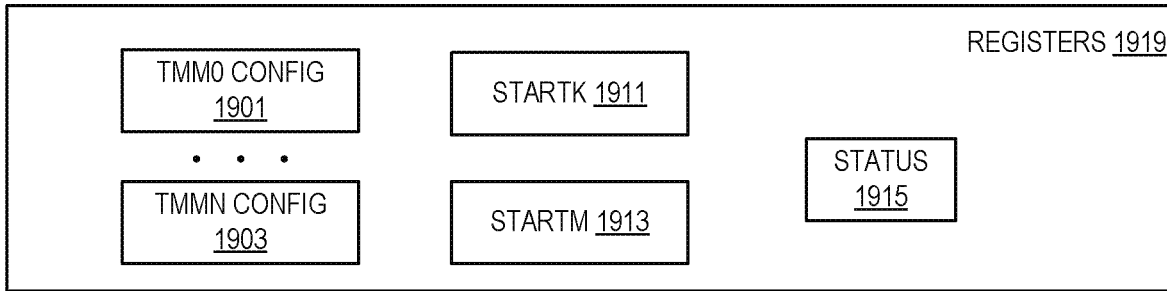 REGISTERS 1919
TMM0 CONFIG
1901
STARTK 1911
• • •
STATUS
1915
TMMN CONFIG
1903
STARTM 1913